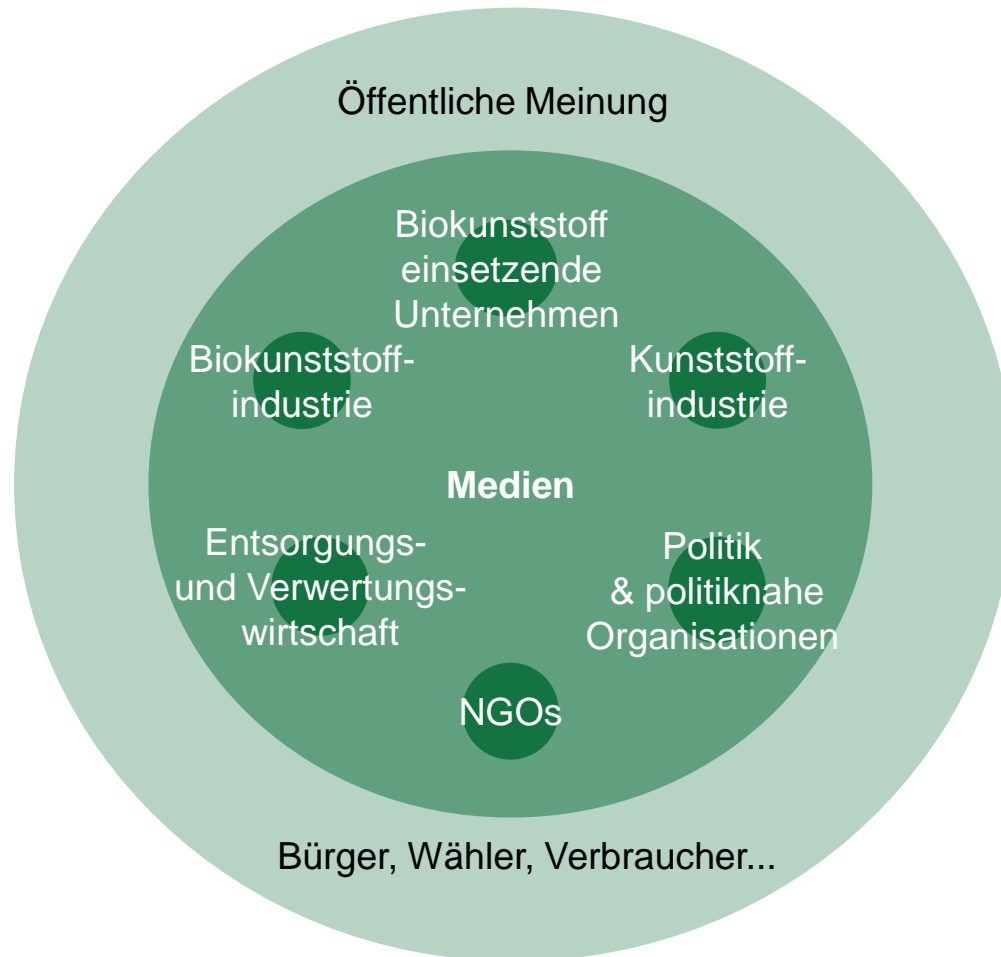 Öffentliche Meinung
Biokunststoff
einsetzende
Unternehmen
Biokunststoff-
industrie
Kunststoff-
industrie
Medien
Entsorgungs-
und Verwertungs-
wirtschaft
Politik
& politiknahe
Organisationen
NGOs
Bürger, Wähler, Verbraucher...